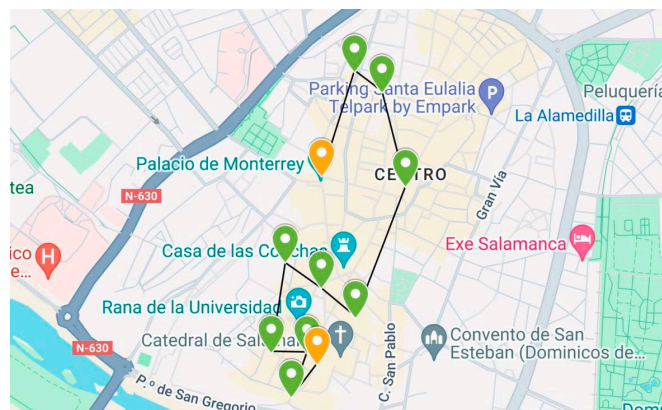 Parking Santa Eulalia
Telpark by Empark
P
Peluquería
La Alamedilla
Palacio de Monterrey
CENTRO
tea
N-630
Gran Vía
Casa de las Conchas
Exe Salamanca
H
ico
e...
Rana de la Universidad
N-630
Catedral de
C. San Pablo
Convento de San
Esteban (Dominicos de...
P.º de San Gregorio